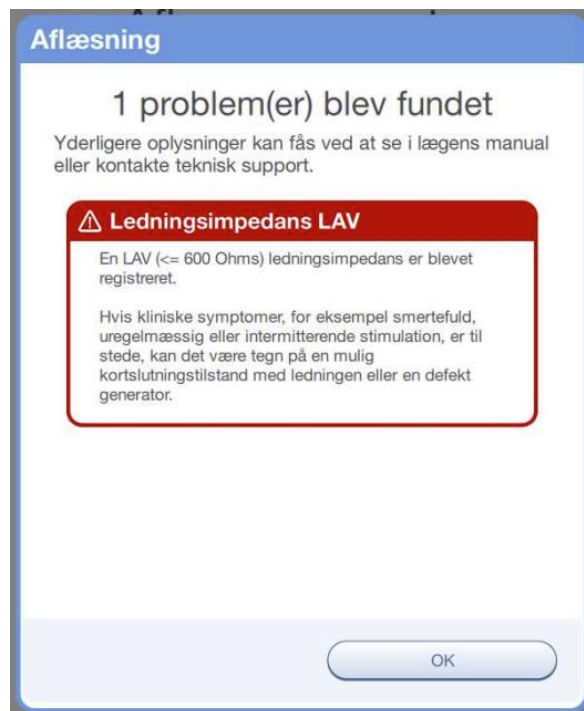 Aflæsning
1 problem(er) blev fundet
Yderligere oplysninger kan fås ved at se i lægens manual
eller kontakte teknisk support.
Ledningsimpedans LAV
En LAV (<= 600 Ohms) ledningsimpedans er blevet
registreret.
Hvis kliniske symptomer, for eksempel smertefuld,
uregelmæssig eller intermitterende stimulation, er til
stede, kan det være tegn på en mulig
kortslutningstilstand med ledningen eller en defekt
generator.
OK